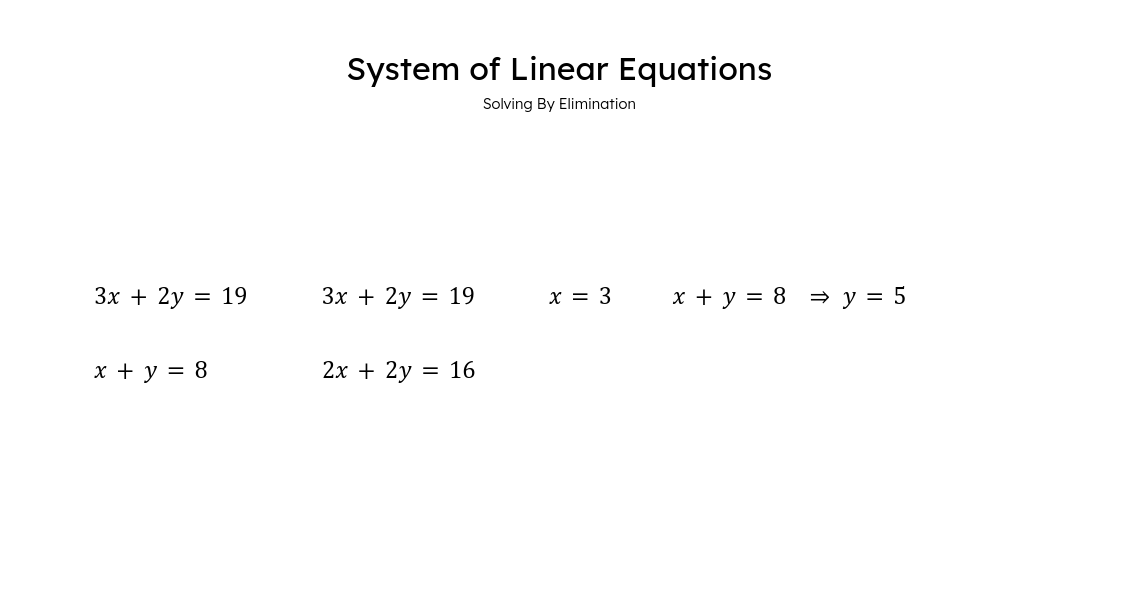 System of Linear Equations
Solving By Elimination
3x + 2y = 19
x + y = 8
3x + 2y = 19
2x + 2y = 16
x = 3
x + y = 8 ⇒ y = 5